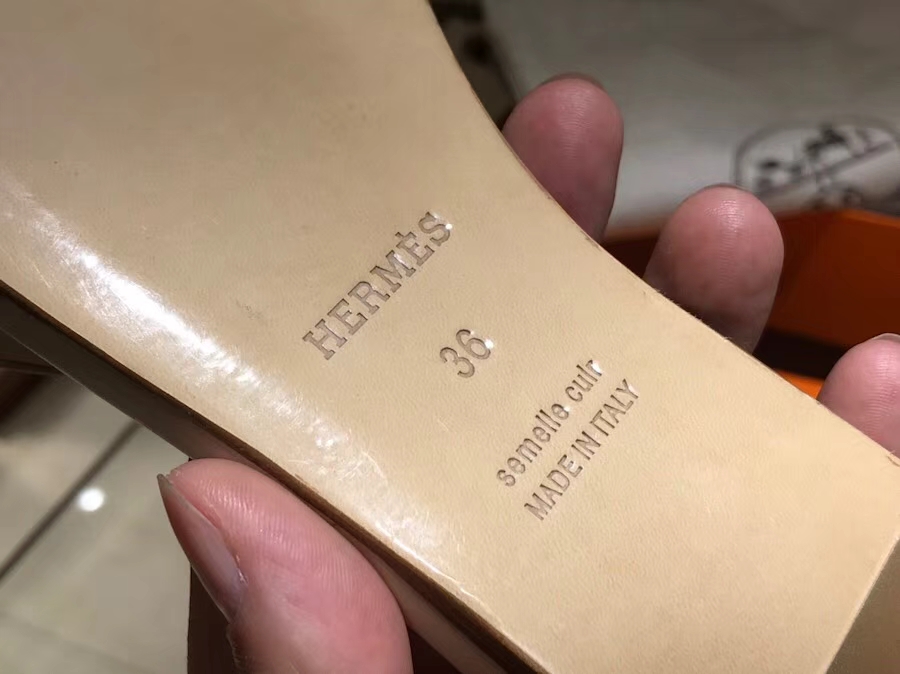 HERMÈS
36
semelle cuir
MADE IN ITALY